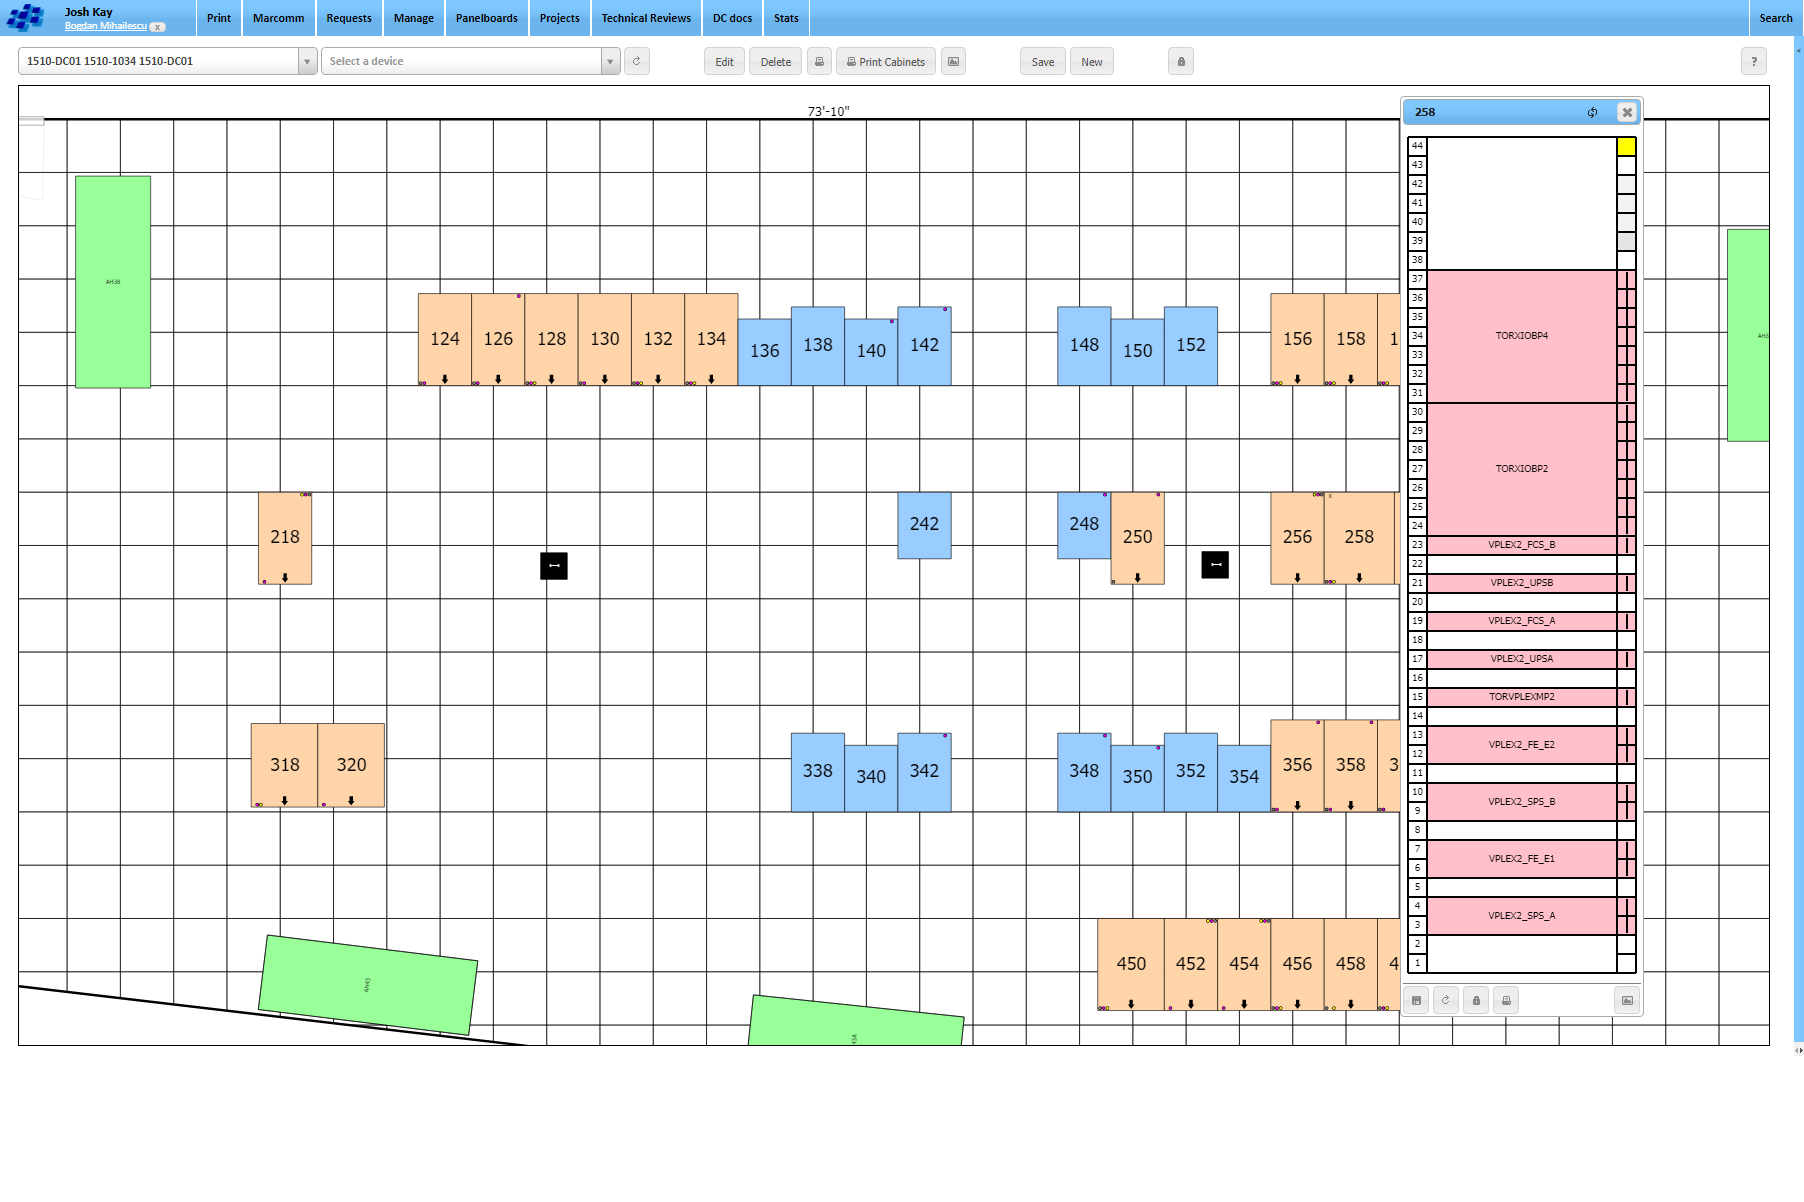 Josh Kay
Bogdan Mihailescu x
Print Marcomm Requests Manage Panelboards Projects Technical Reviews DC docs Stats Search
1510-DC01 1510-1034 1510-DC01 Select a device Edit Delete Print Cabinets Save New ?
73'-10"
258
44
43
42
41
40
39
38
37
36
35
34 TORXIOBP4
33
32
31
30
29
28
27 TORXIOBP2
26
25
24
23 VPLEX2_FCS_B
22
21 VPLEX2_UPSB
20
19 VPLEX2_FCS_A
18
17 VPLEX2_UPSA
16
15 TORVPLEXMP2
14
13
12 VPLEX2_FE_E2
11
10
9 VPLEX2_SPS_B
8
7
6 VPLEX2_FE_E1
5
4
3 VPLEX2_SPS_A
2
1
AH38
124 126 128 130 132 134 136 138 140 142 148 150 152 156 158 1
218 242 248 250 256 258
x
318 320 338 340 342 348 350 352 354 356 358 3
450 452 454 456 458 4